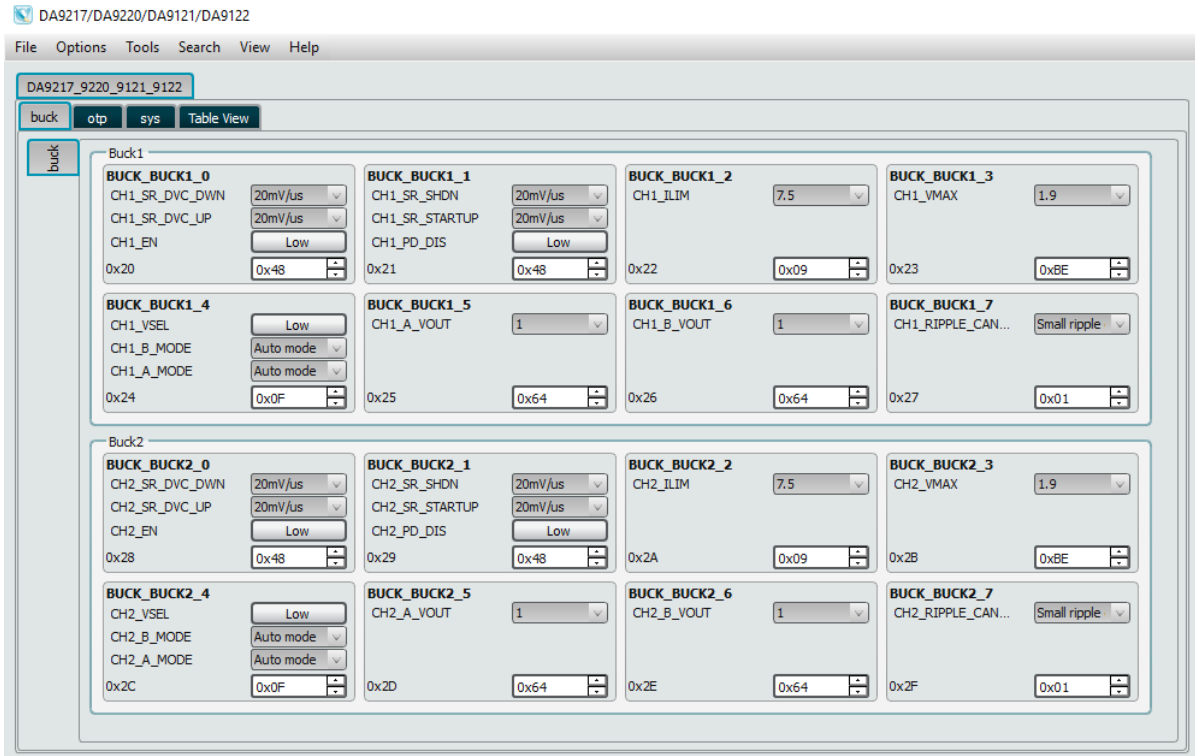 DA9217/DA9220/DA9121/DA9122
File Options Tools Search View Help
DA9217_9220_9121_9122
buck otp sys Table View
buck
Buck1
BUCK_BUCK1_0 BUCK_BUCK1_1 BUCK_BUCK1_2 BUCK_BUCK1_3
CH1_SR_DVC_DWN 20mV/us CH1_SR_SHDN 20mV/us CH1_ILIM 7.5 CH1_VMAX 1.9
CH1_SR_DVC_UP 20mV/us CH1_SR_STARTUP 20mV/us
CH1_EN Low CH1_PD_DIS Low
0x20 0x48 0x21 0x48 0x22 0x09 0x23 0xBE
BUCK_BUCK1_4 BUCK_BUCK1_5 BUCK_BUCK1_6 BUCK_BUCK1_7
CH1_VSEL Low CH1_A_VOUT 1 CH1_B_VOUT 1 CH1_RIPPLE_CAN... Small ripple
CH1_B_MODE Auto mode
CH1_A_MODE Auto mode
0x24 0x0F 0x25 0x64 0x26 0x64 0x27 0x01
Buck2
BUCK_BUCK2_0 BUCK_BUCK2_1 BUCK_BUCK2_2 BUCK_BUCK2_3
CH2_SR_DVC_DWN 20mV/us CH2_SR_SHDN 20mV/us CH2_ILIM 7.5 CH2_VMAX 1.9
CH2_SR_DVC_UP 20mV/us CH2_SR_STARTUP 20mV/us
CH2_EN Low CH2_PD_DIS Low
0x28 0x48 0x29 0x48 0x2A 0x09 0x2B 0xBE
BUCK_BUCK2_4 BUCK_BUCK2_5 BUCK_BUCK2_6 BUCK_BUCK2_7
CH2_VSEL Low CH2_A_VOUT 1 CH2_B_VOUT 1 CH2_RIPPLE_CAN... Small ripple
CH2_B_MODE Auto mode
CH2_A_MODE Auto mode
0x2C 0x0F 0x2D 0x64 0x2E 0x64 0x2F 0x01